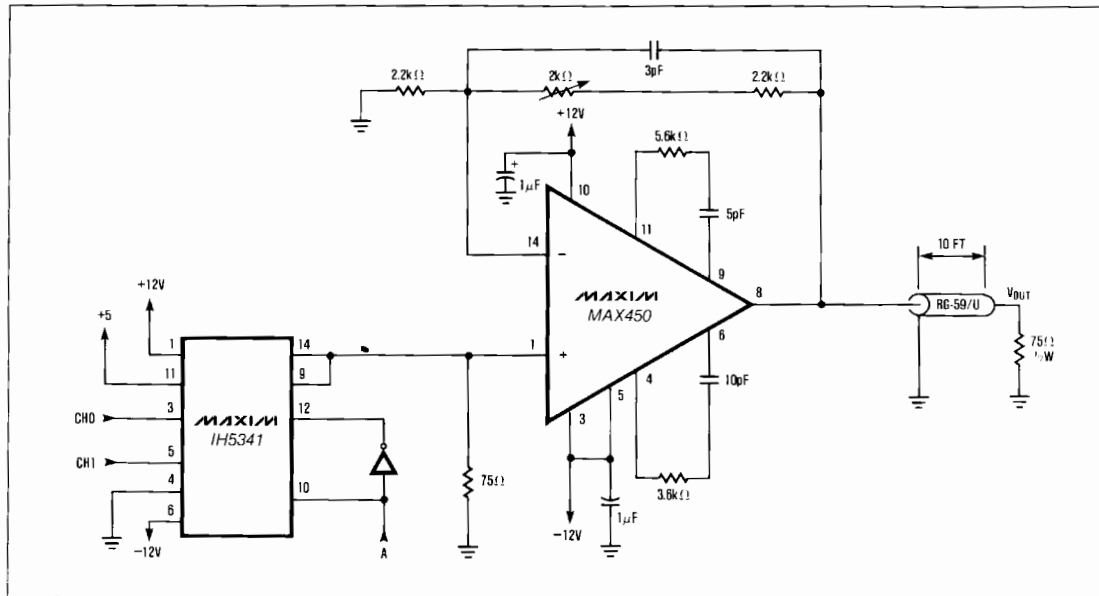 3pF
2.2kΩ
2kΩ
2.2kΩ
+12V
5.6kΩ
+
1μF
10
11
5pF
14
−
9
10 FT
MAXIM
MAX450
8
RG-59/U
VOUT
+12V
+5
1
14
1
+
6
75Ω
½W
11
9
4
10pF
MAXIM
IH5341
12
5
3
CH0
3
CH1
5
10
75Ω
3.6kΩ
4
+
1μF
6
−12V
A
−12V